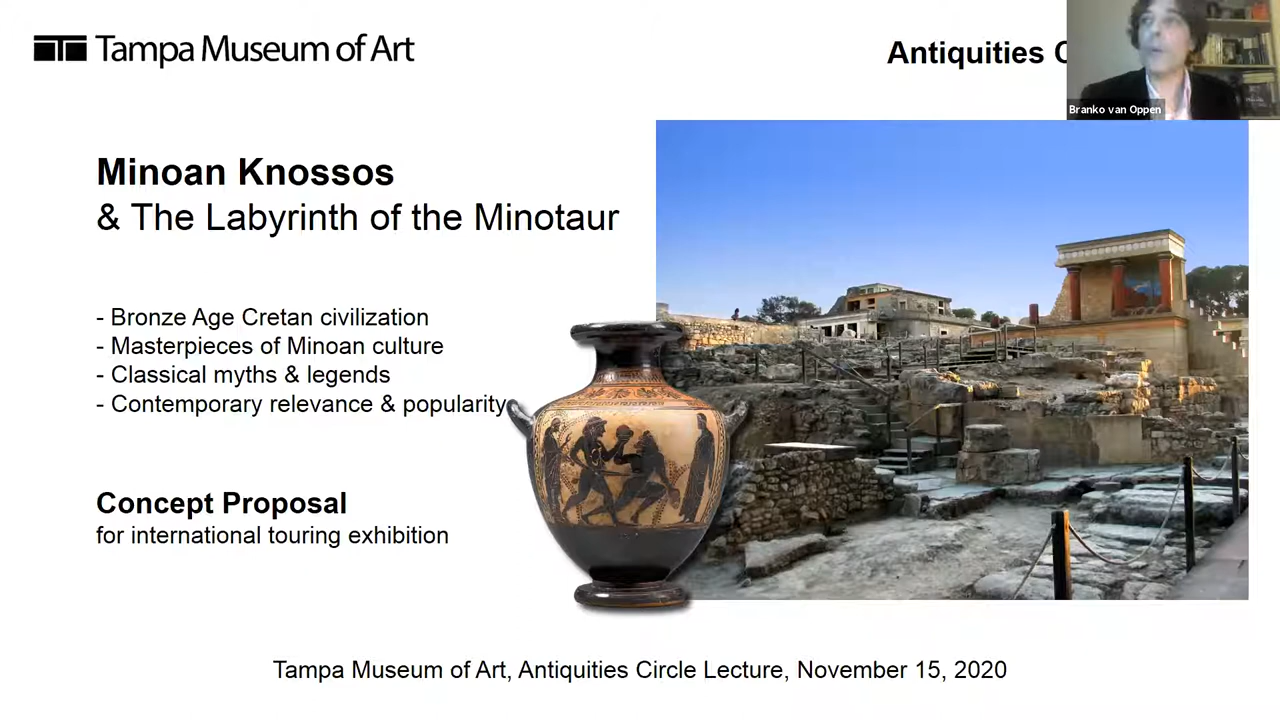 Tampa Museum of Art
Antiquities
Branko van Oppen
Minoan Knossos
& The Labyrinth of the Minotaur
- Bronze Age Cretan civilization
- Masterpieces of Minoan culture
- Classical myths & legends
- Contemporary relevance & popularity
Concept Proposal
for international touring exhibition
Tampa Museum of Art, Antiquities Circle Lecture, November 15, 2020